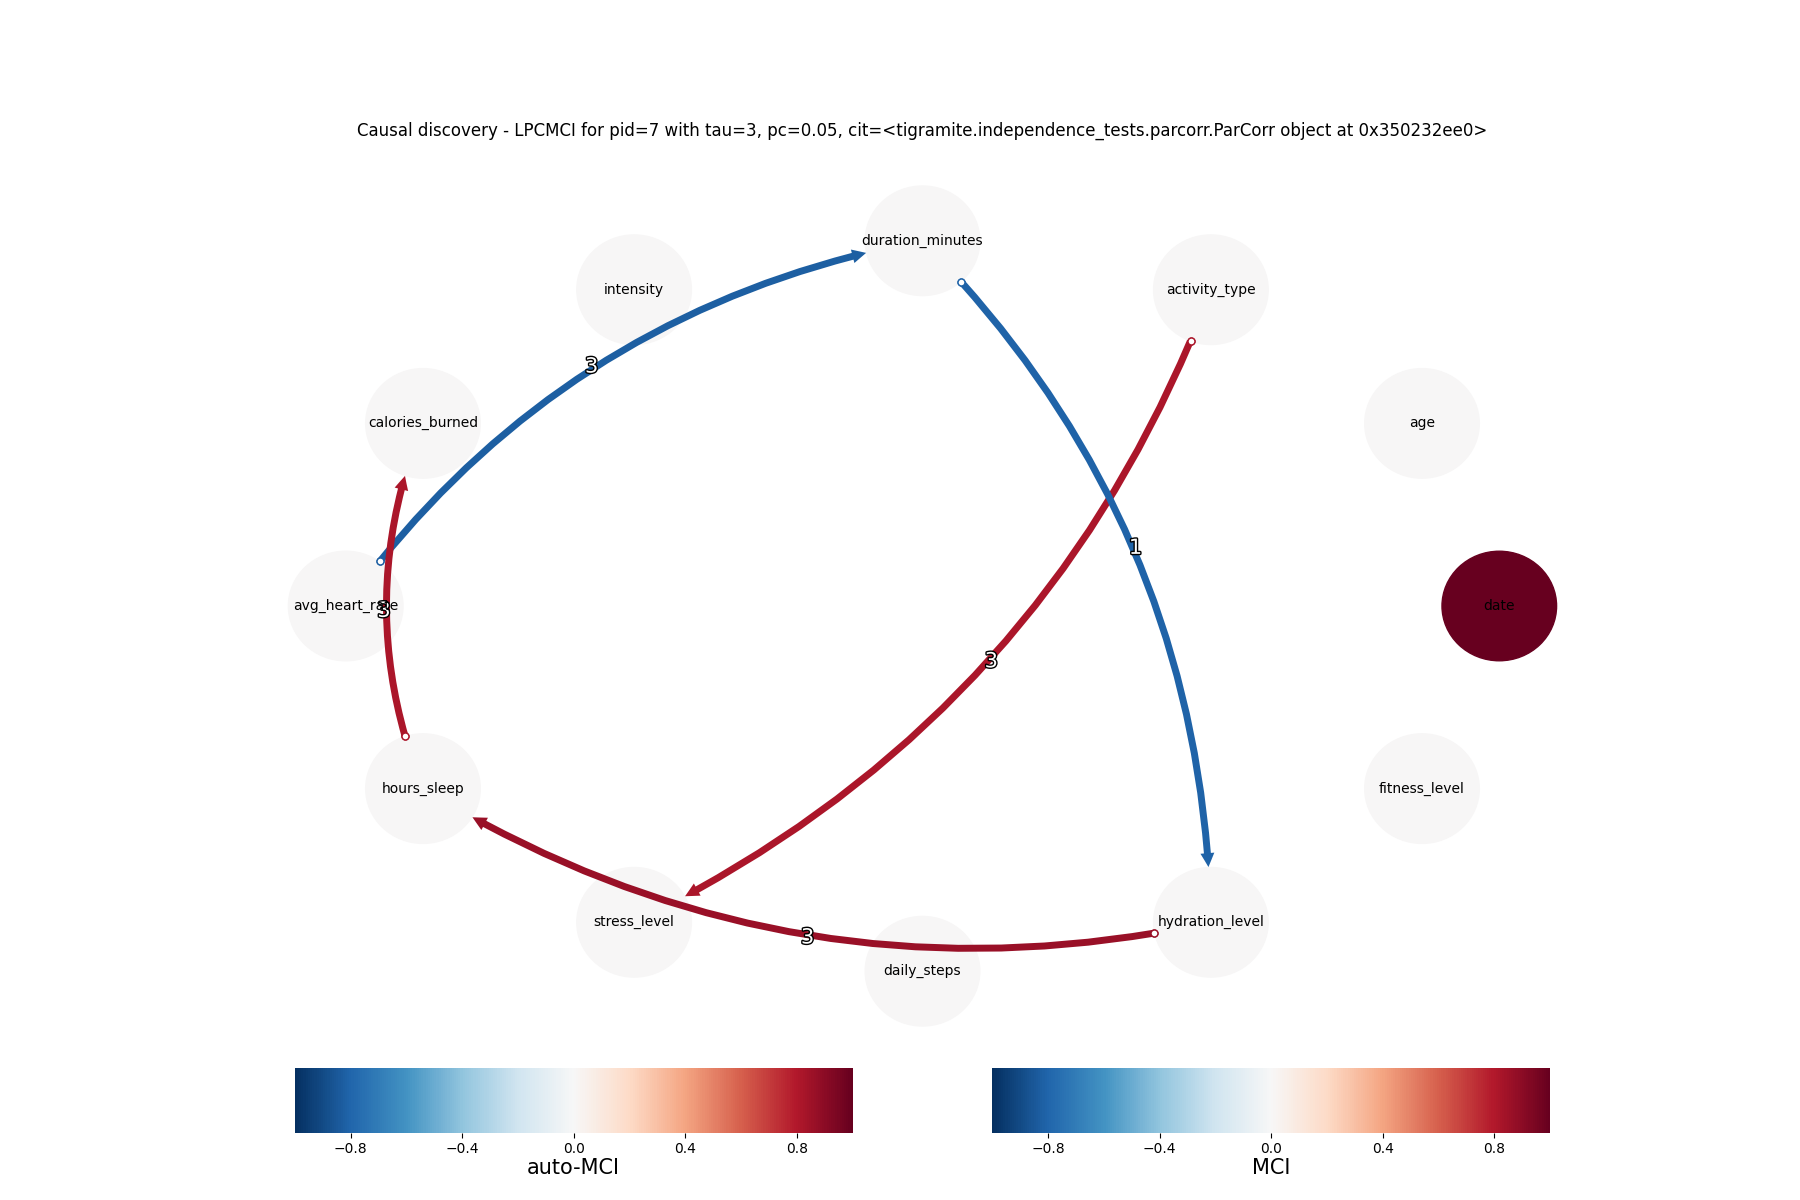 Causal discovery - LPCMCI for pid=7 with tau=3, pc=0.05, cit=<tigramite.independence_tests.parcorr.ParCorr object at 0x350232ee0>
duration_minutes
intensity
activity_type
3
calories_burned
age
1
avg_heart_rate
3
date
3
hours_sleep
fitness_level
stress_level
hydration_level
3
daily_steps
−0.8 −0.4 0.0 0.4 0.8
auto-MCI
−0.8 −0.4 0.0 0.4 0.8
MCI